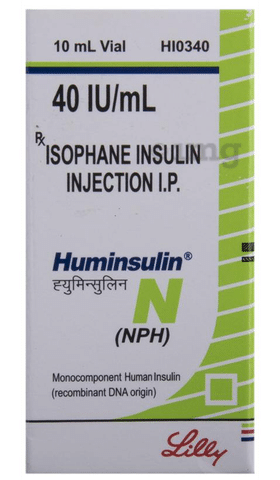 10 mL Vial HI0340
40 IU/mL
Rx ISOPHANE INSULIN
INJECTION I.P.
Huminsulin®
ह्युमिन्सुलिन
N
(NPH)
Monocomponent Human Insulin
(recombinant DNA origin)
Lilly